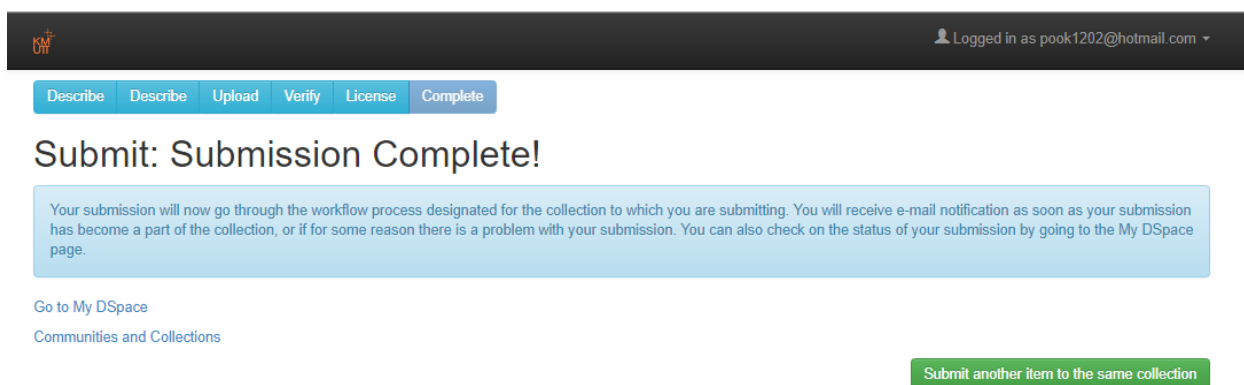 KM
UTT
Logged in as pook1202@hotmail.com
Describe Describe Upload Verify License Complete
Submit: Submission Complete!
Your submission will now go through the workflow process designated for the collection to which you are submitting. You will receive e-mail notification as soon as your submission
has become a part of the collection, or if for some reason there is a problem with your submission. You can also check on the status of your submission by going to the My DSpace
page.
Go to My DSpace
Communities and Collections
Submit another item to the same collection